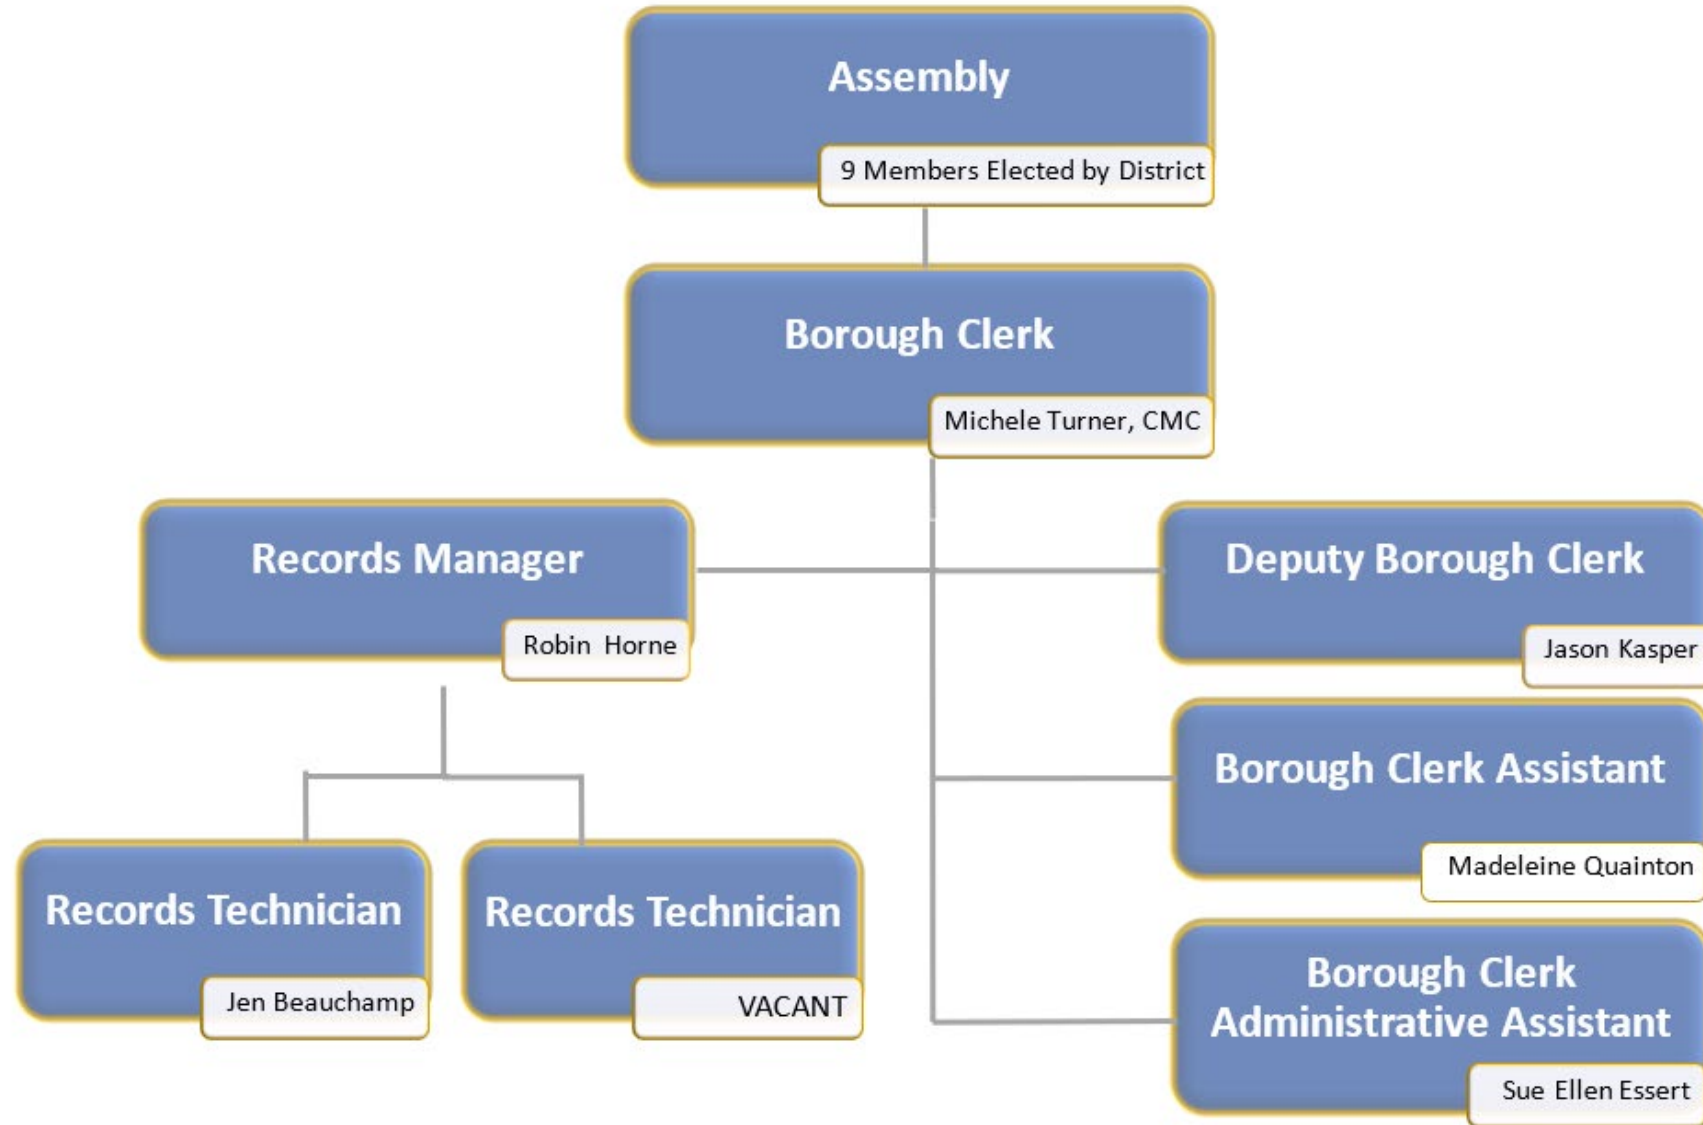 Assembly
9 Members Elected by District
Borough Clerk
Michele Turner, CMC
Records Manager
Robin Horne
Deputy Borough Clerk
Jason Kasper
Borough Clerk Assistant
Madeleine Quainton
Records Technician
Jen Beauchamp
Records Technician
VACANT
Borough Clerk
Administrative Assistant
Sue Ellen Essert